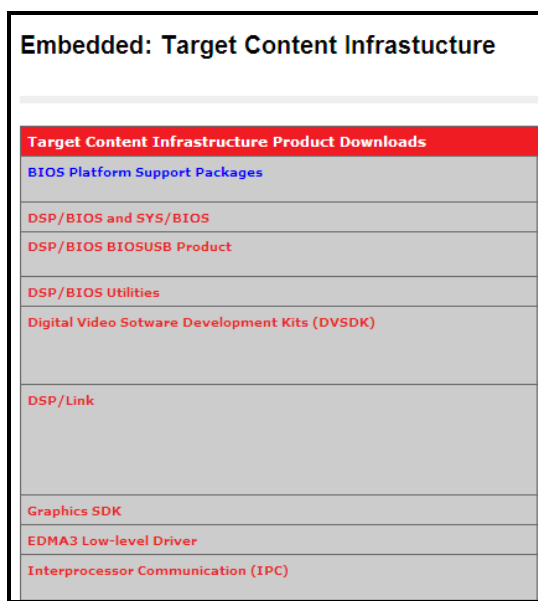 Embedded: Target Content Infrastucture
Target Content Infrastructure Product Downloads
BIOS Platform Support Packages
DSP/BIOS and SYS/BIOS
DSP/BIOS BIOSUSB Product
DSP/BIOS Utilities
Digital Video Sotware Development Kits (DVSDK)
DSP/Link
Graphics SDK
EDMA3 Low-level Driver
Interprocessor Communication (IPC)